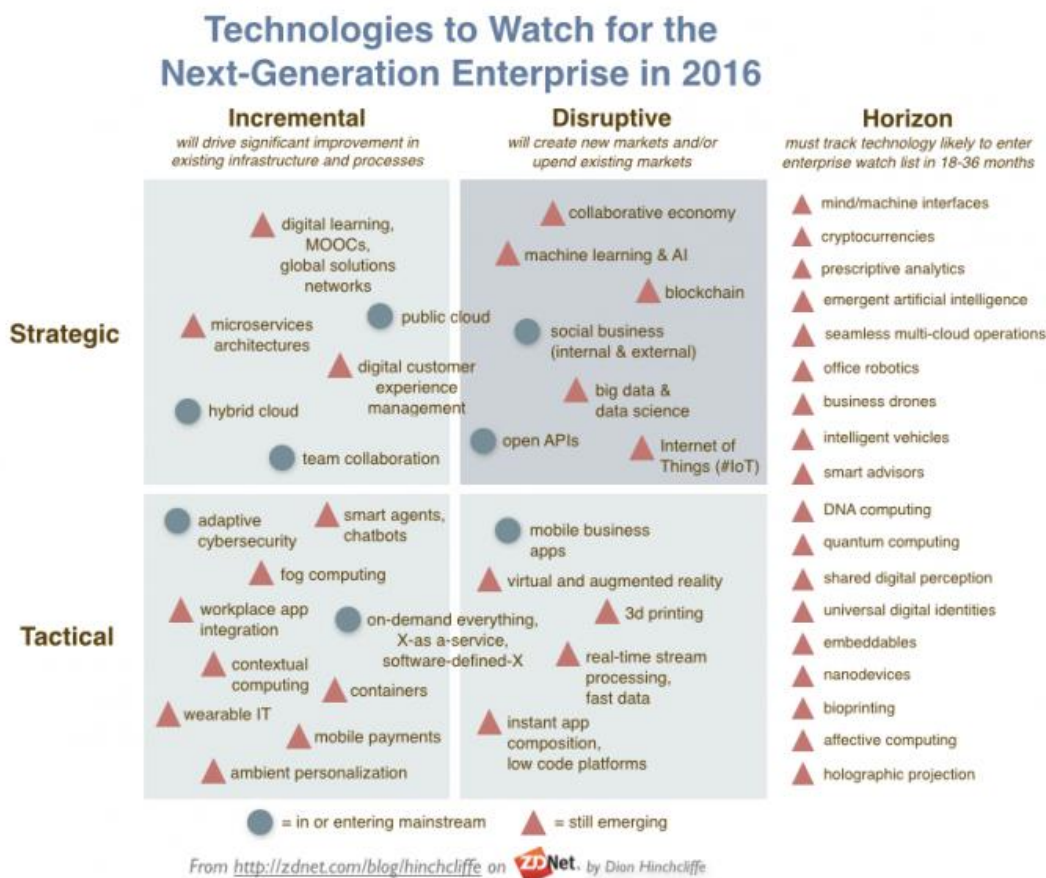 Technologies to Watch for the
Next-Generation Enterprise in 2016
Incremental
will drive significant improvement in
existing infrastructure and processes
Disruptive
will create new markets and/or
upend existing markets
Horizon
must track technology likely to enter
enterprise watch list in 18-36 months
Strategic
digital learning,
MOOCs,
global solutions
networks
public cloud
microservices
architectures
digital customer
experience
management
hybrid cloud
team collaboration
collaborative economy
machine learning & AI
blockchain
social business
(internal & external)
big data &
data science
open APIs
Internet of
Things (#IoT)
Tactical
adaptive
cybersecurity
smart agents,
chatbots
fog computing
workplace app
integration
on-demand everything,
X-as a-service,
software-defined-X
contextual
computing
containers
wearable IT
mobile payments
ambient personalization
mobile business
apps
virtual and augmented reality
3d printing
real-time stream
processing,
fast data
instant app
composition,
low code platforms
mind/machine interfaces
cryptocurrencies
prescriptive analytics
emergent artificial intelligence
seamless multi-cloud operations
office robotics
business drones
intelligent vehicles
smart advisors
DNA computing
quantum computing
shared digital perception
universal digital identities
embeddables
nanodevices
bioprinting
affective computing
holographic projection
= in or entering mainstream
= still emerging
From http://zdnet.com/blog/hinchcliffe on ZDNet. by Dion Hinchcliffe